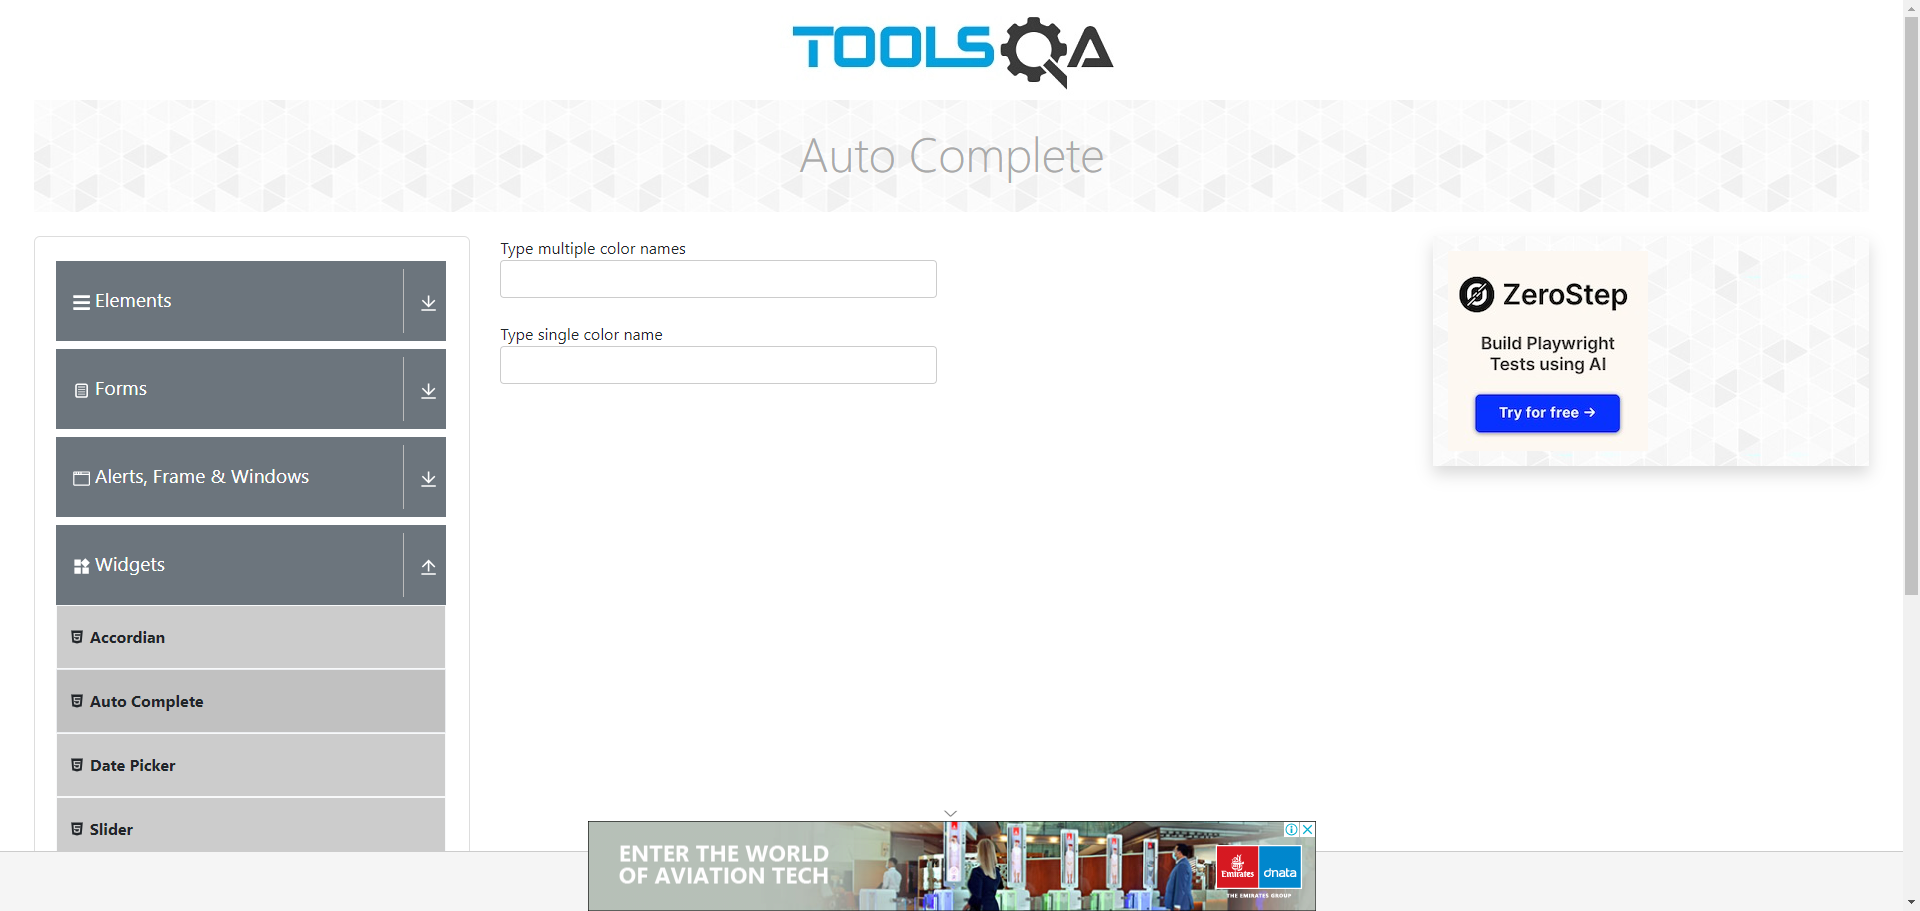 TOOLSQA
Auto Complete
Elements
Forms
Alerts, Frame & Windows
Widgets
Accordian
Auto Complete
Date Picker
Slider
Type multiple color names
Type single color name
ZeroStep
Build Playwright
Tests using AI
Try for free →
ENTER THE WORLD
OF AVIATION TECH
Emirates
dnata
THE EMIRATES GROUP